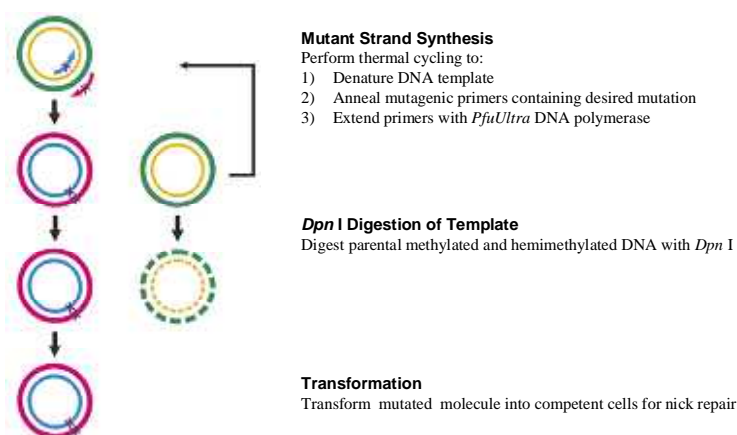 Mutant Strand Synthesis
Perform thermal cycling to:
1) Denature DNA template
2) Anneal mutagenic primers containing desired mutation
3) Extend primers with PfuUltra DNA polymerase
Dpn I Digestion of Template
Digest parental methylated and hemimethylated DNA with Dpn I
Transformation
Transform mutated molecule into competent cells for nick repair